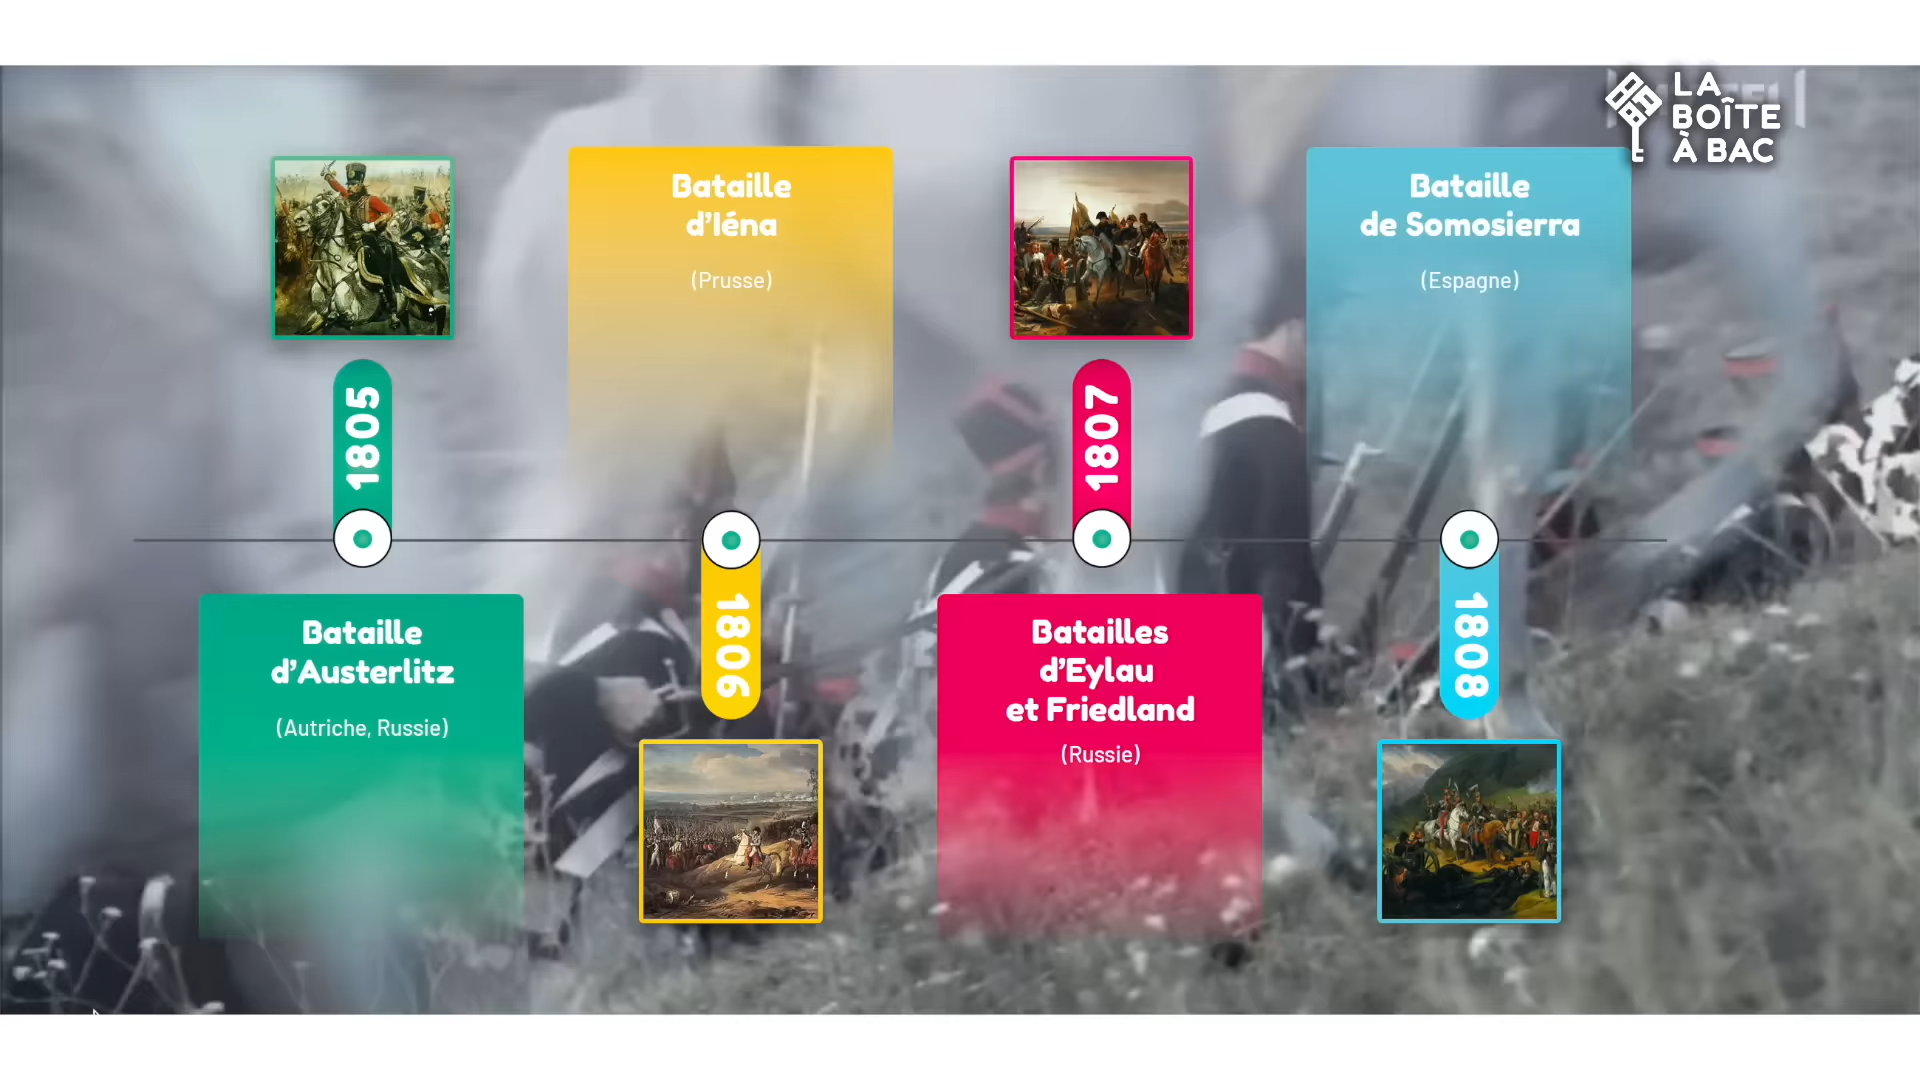 LA
BOÎTE
À BAC
1805
Bataille
d'Austerlitz
(Autriche, Russie)
Bataille
d'Iéna
(Prusse)
1806
1807
Batailles
d'Eylau
et Friedland
(Russie)
Bataille
de Somosierra
(Espagne)
1808